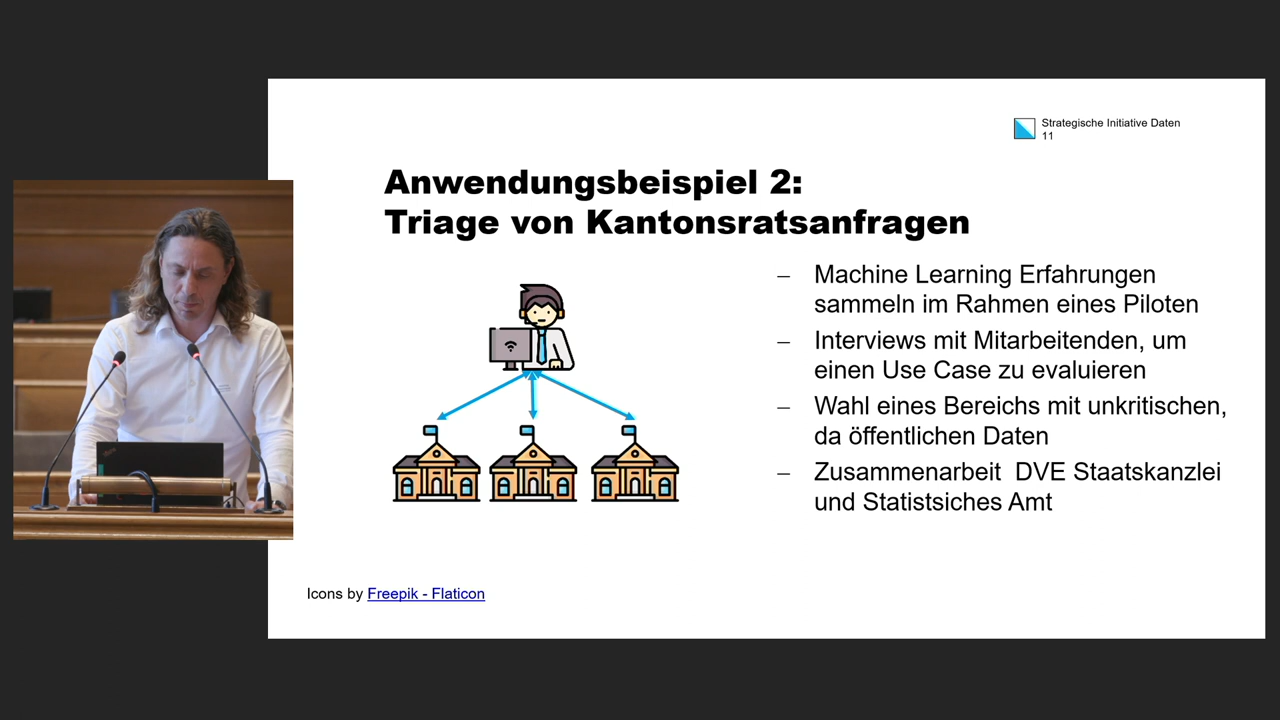 Strategische Initiative Daten
11
Anwendungsbeispiel 2:
Triage von Kantonsratsanfragen
– Machine Learning Erfahrungen
sammeln im Rahmen eines Piloten
– Interviews mit Mitarbeitenden, um
einen Use Case zu evaluieren
– Wahl eines Bereichs mit unkritischen,
da öffentlichen Daten
– Zusammenarbeit  DVE Staatskanzlei
und Statistsiches Amt
Icons by Freepik - Flaticon